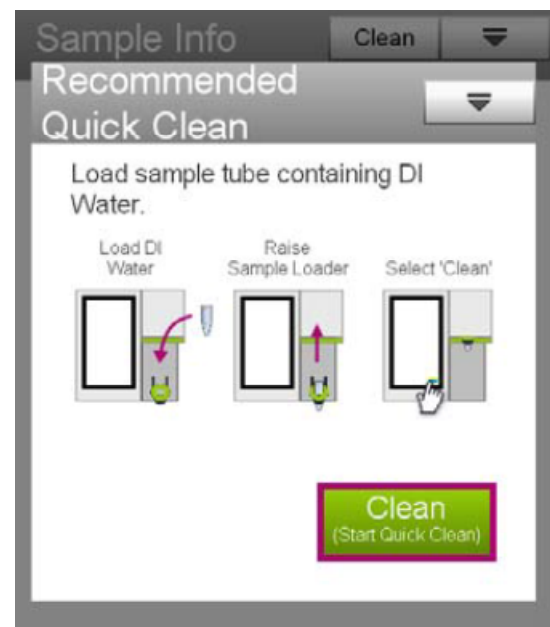 Sample Info
Clean
Recommended
Quick Clean
Load sample tube containing DI
Water.
Load DI
Water
Raise
Sample Loader
Select 'Clean'
Clean
(Start Quick Clean)